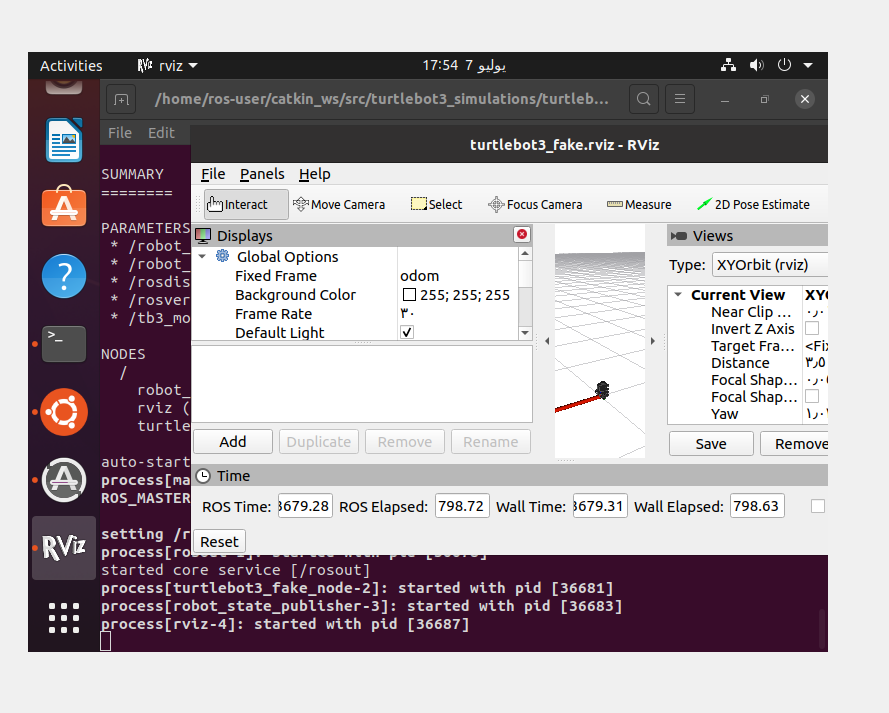 Activities
rviz
17:54 7 يوليو
/home/ros-user/catkin_ws/src/turtlebot3_simulations/turtleb...
File Edit
turtlebot3_fake.rviz - RViz
File Panels Help
Interact Move Camera Select Focus Camera Measure 2D Pose Estimate
SUMMARY
========
PARAMETERS
* /robot_
* /robot_
* /rosdis
* /rosver
* /tb3_mo
NODES
/
robot_
rviz (
turtle
auto-start
process[ma
ROS_MASTER
setting /r
Displays
Global Options
Fixed Frame odom
Background Color 255; 255; 255
Frame Rate ٣٠
Default Light
Add Duplicate Remove Rename
Views
Type: XYOrbit (rviz)
Current View XYO
Near Clip ... ٠٫٠
Invert Z Axis
Target Fra... <Fix
Distance ٣٫٥
Focal Shap... ٠٫٠٥
Focal Shap...
Yaw ١٫٠
Save Remove
Time
ROS Time: 3679.28 ROS Elapsed: 798.72 Wall Time: 3679.31 Wall Elapsed: 798.63
Reset
started core service [/rosout]
process[turtlebot3_fake_node-2]: started with pid [36681]
process[robot_state_publisher-3]: started with pid [36683]
process[rviz-4]: started with pid [36687]
RViz